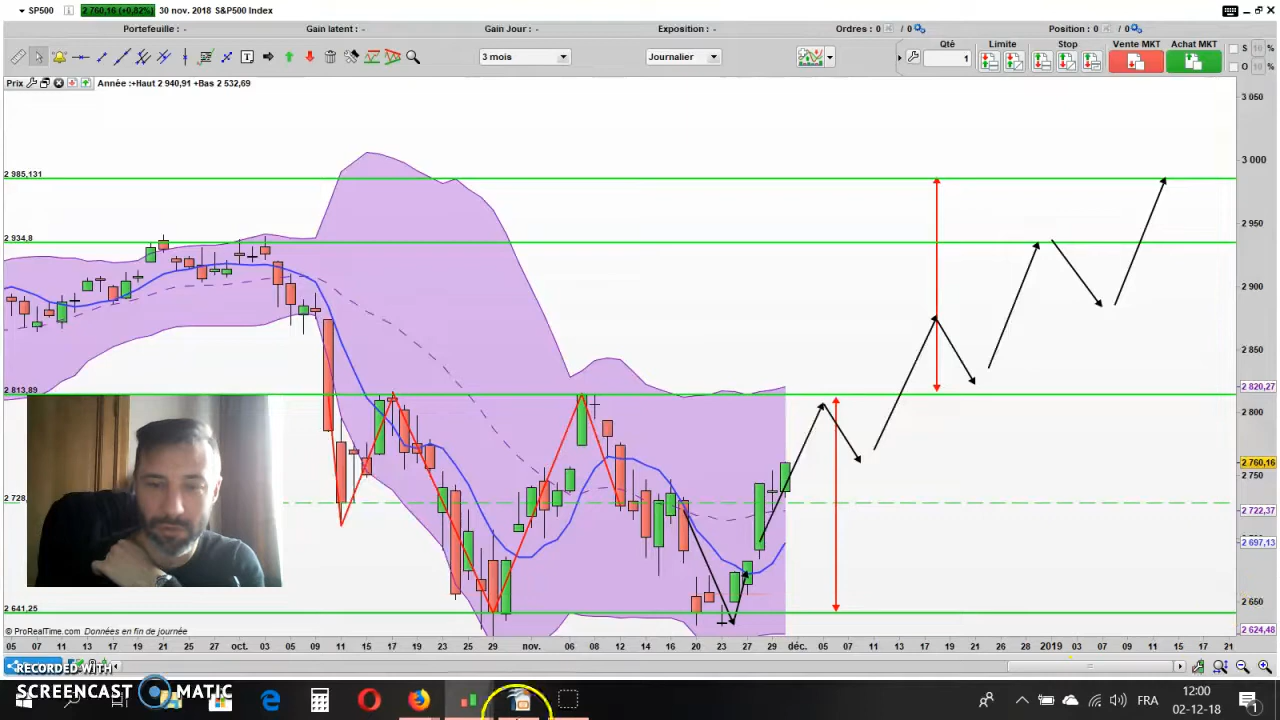 SP500 2 760,16 (+0,82%) 30 nov. 2018 S&P500 Index
Portefeuille : - Gain latent : - Gain Jour : - Exposition : - Ordres : 0 / 0 Position : 0 / 0
3 mois Journalier Qté Limite Stop Vente MKT Achat MKT S 10 %
1 O 10 %
Prix Année :+Haut 2 940,91 +Bas 2 532,69
3 050
3 000
2 985,131
2 950
2 934,8
2 900
2 850
2 820,27
2 813,89
2 800
2 760,16
2 750
2 728,
2 722,37
2 697,13
2 650
2 641,25
2 624,48
© ProRealTime.com Données en fin de journée
05 07 11 13 17 19 21 25 27 oct. 03 05 09 11 15 17 19 23 25 29 nov. 06 08 12 14 16 20 23 27 29 déc. 05 07 11 13 17 19 21 25 27 2019 03 07 09 11 15 17 21
RECORDED WITH
SCREENCAST MATIC
FRA
12:00
02-12-18
1